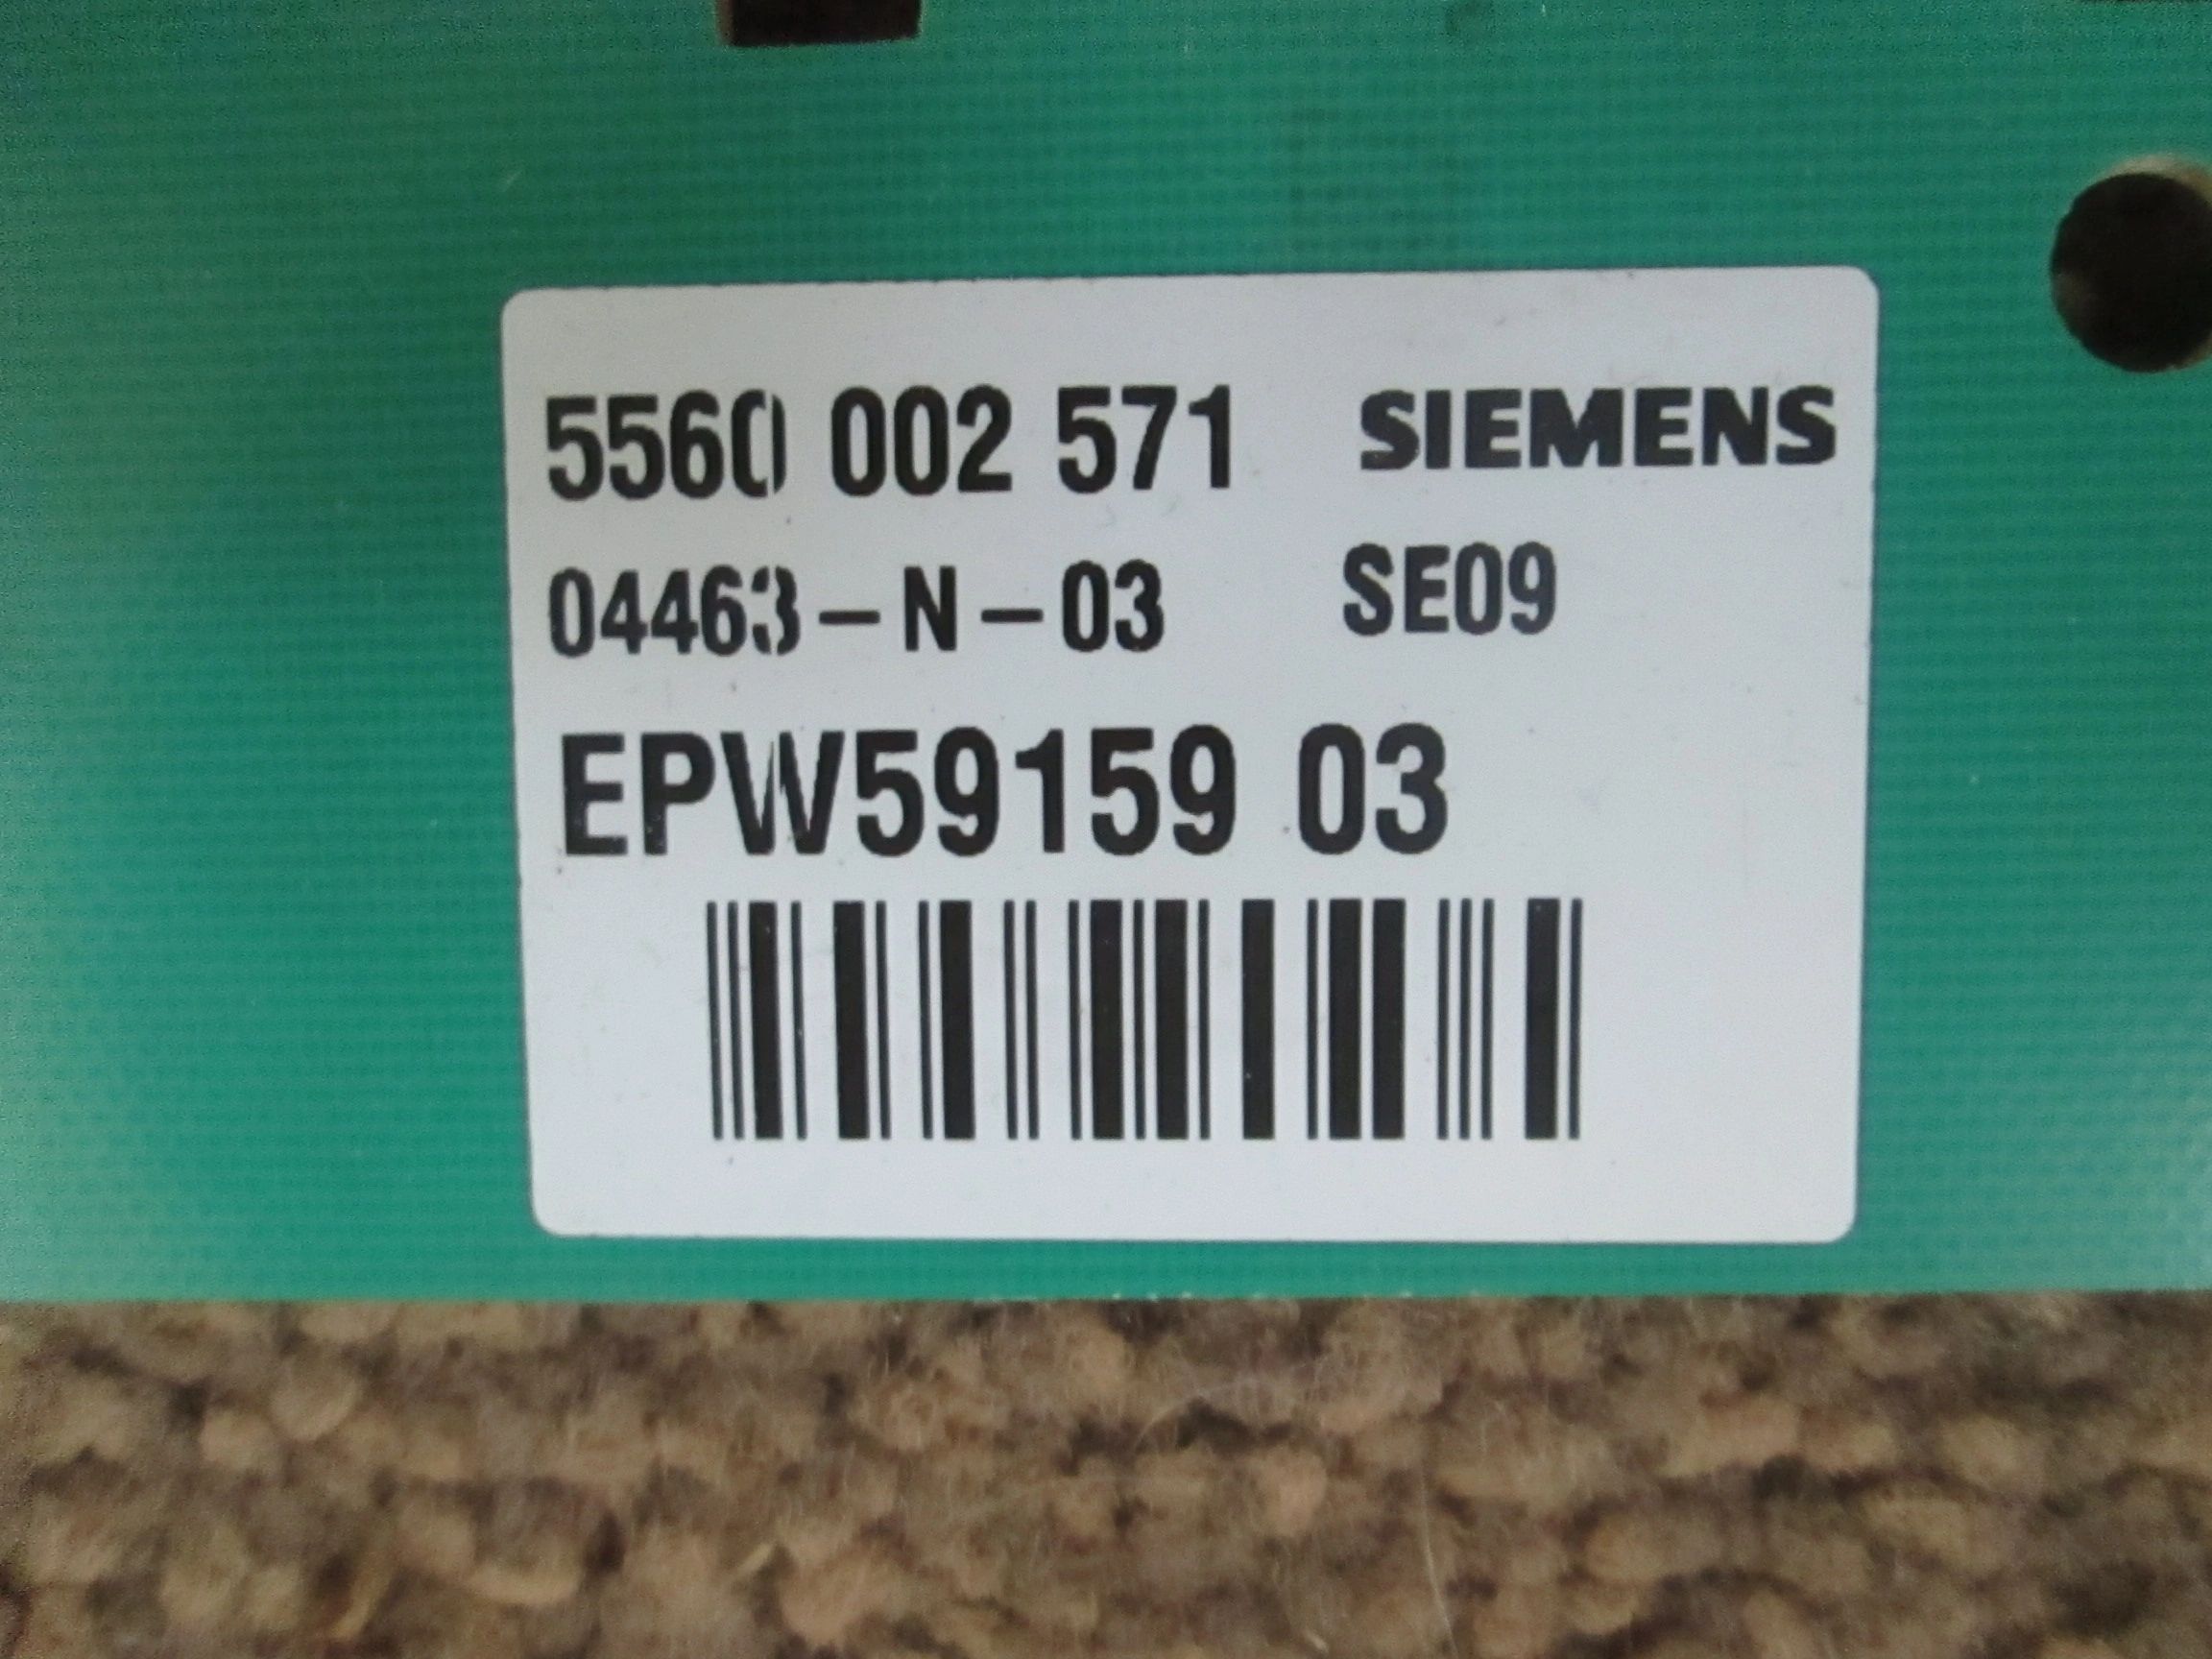 5560 002 571 SIEMENS
04463-N-03 SE09
EPW59159 03